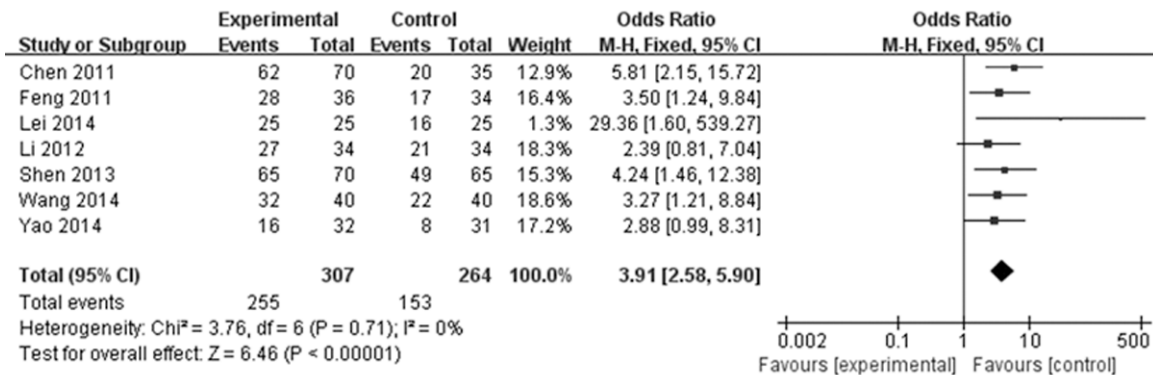 Experimental Control Odds Ratio Odds Ratio
Study or Subgroup Events Total Events Total Weight M-H, Fixed, 95% CI M-H, Fixed, 95% CI
Chen 2011 62 70 20 35 12.9% 5.81 [2.15, 15.72]
Feng 2011 28 36 17 34 16.4% 3.50 [1.24, 9.84]
Lei 2014 25 25 16 25 1.3% 29.36 [1.60, 539.27]
Li 2012 27 34 21 34 18.3% 2.39 [0.81, 7.04]
Shen 2013 65 70 49 65 15.3% 4.24 [1.46, 12.38]
Wang 2014 32 40 22 40 18.6% 3.27 [1.21, 8.84]
Yao 2014 16 32 8 31 17.2% 2.88 [0.99, 8.31]
Total (95% CI) 307 264 100.0% 3.91 [2.58, 5.90]
Total events 255 153
Heterogeneity: Chi² = 3.76, df = 6 (P = 0.71); I² = 0%
Test for overall effect: Z = 6.46 (P < 0.00001)
0.002 0.1 1 10 500
Favours [experimental] Favours [control]